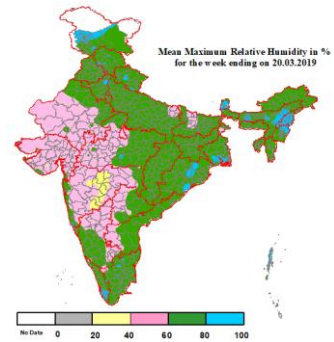 Mean Maximum Relative Humidity in %
for the week ending on 20.03.2019
No Data 0 20 40 60 80 100